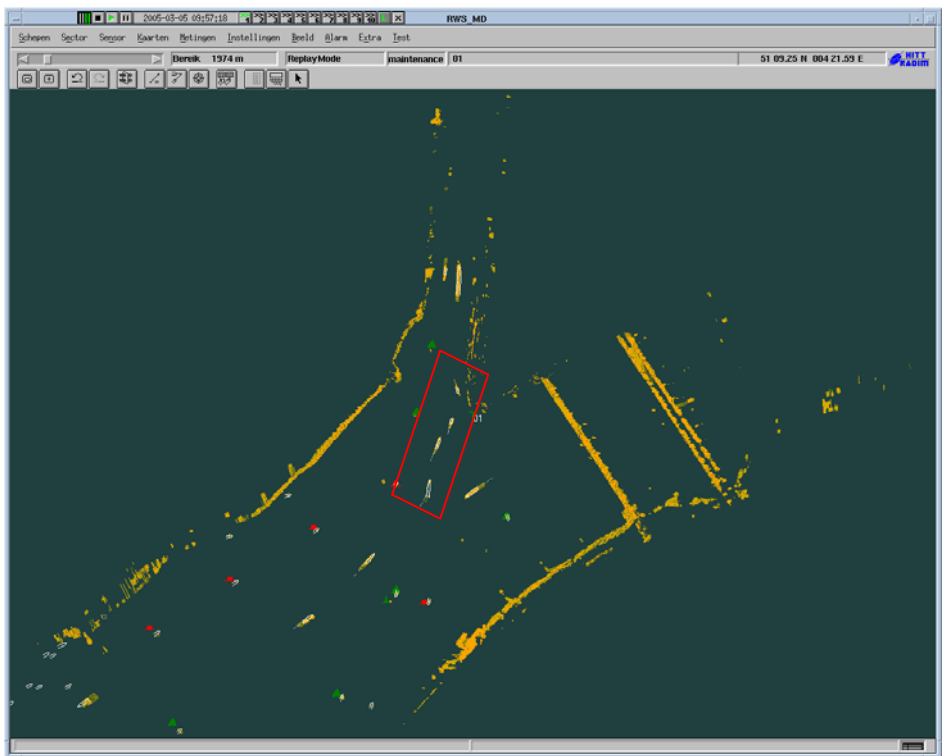 2005-03-05 09:57:18 RWS_MD
Schepen Sector Sensor Kaarten Metingen Instellingen Beeld Alarm Extra Test
Bereik 1974 m ReplayMode maintenance 01 51 09.25 N 004 21.59 E HITT
RADIM
01